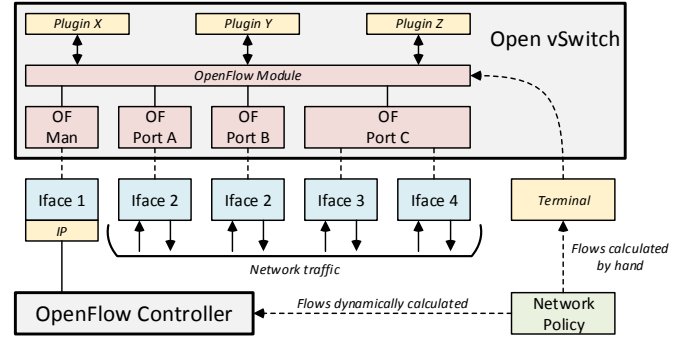 Plugin X
Plugin Y
Plugin Z
Open vSwitch
OpenFlow Module
OF
Man
OF
Port A
OF
Port B
OF
Port C
Iface 1
Iface 2
Iface 2
Iface 3
Iface 4
Terminal
IP
Network traffic
Flows calculated
by hand
OpenFlow Controller
Flows dynamically calculated
Network
Policy